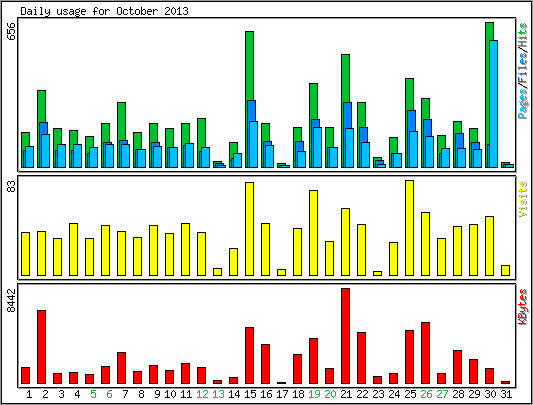 Daily usage for October 2013
656
Pages/Files/Hits
83
Visits
8442
KBytes
1 2 3 4 5 6 7 8 9 10 11 12 13 14 15 16 17 18 19 20 21 22 23 24 25 26 27 28 29 30 31